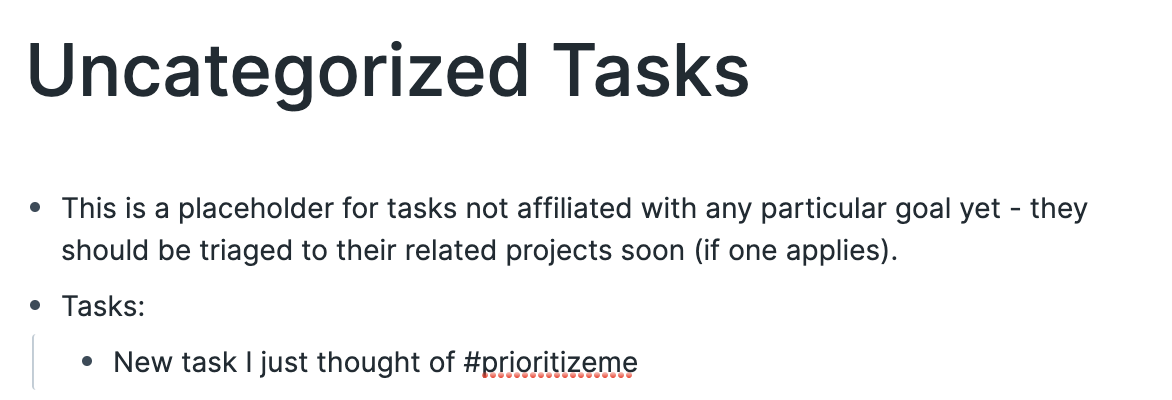 Uncategorized Tasks
This is a placeholder for tasks not affiliated with any particular goal yet - they
should be triaged to their related projects soon (if one applies).
Tasks:
New task I just thought of #prioritizeme